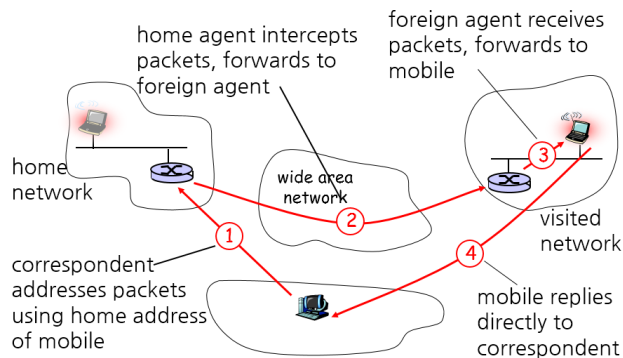 home agent intercepts
packets, forwards to
foreign agent
foreign agent receives
packets, forwards to
mobile
home
network
wide area
network
visited
network
1
2
3
4
correspondent
addresses packets
using home address
of mobile
mobile replies
directly to
correspondent